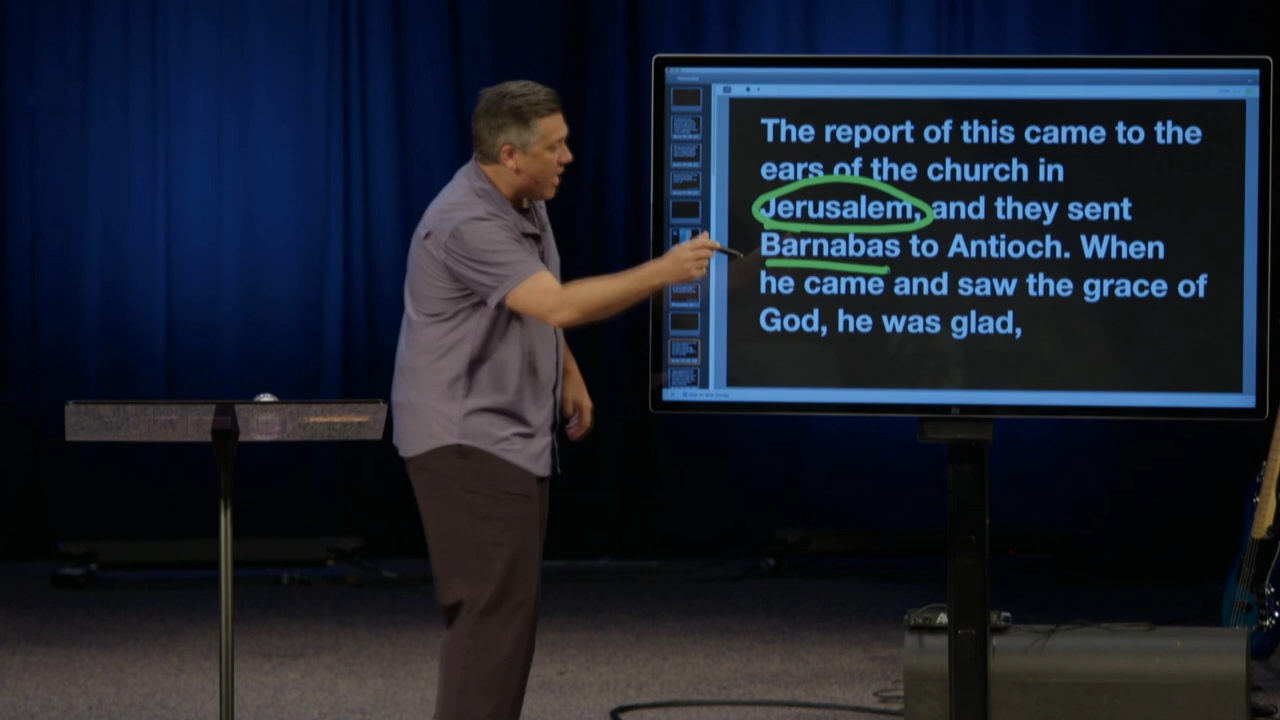 The report of this came to the
ears of the church in
Jerusalem, and they sent
Barnabas to Antioch. When
he came and saw the grace of
God, he was glad,